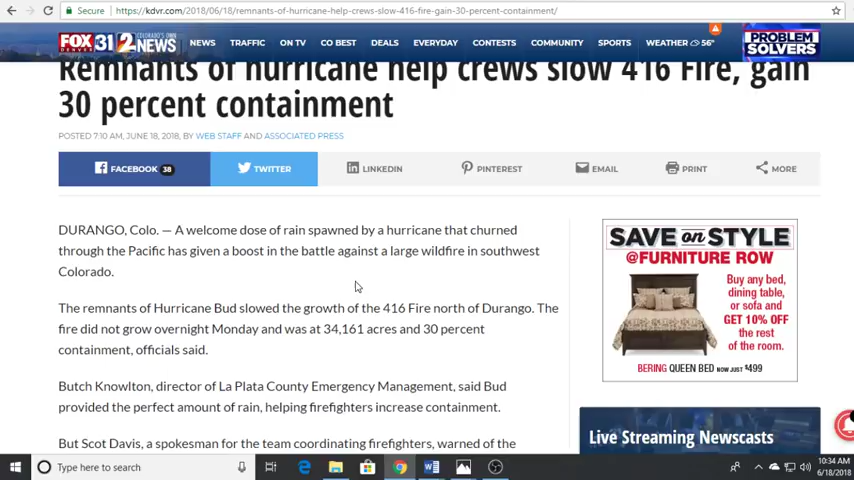 Secure https://kdvr.com/2018/06/18/remnants-of-hurricane-help-crews-slow-416-fire-gain-30-percent-containment/
FOX 31 2 COLORADO'S OWN NEWS NEWS TRAFFIC ON TV CO BEST DEALS EVERYDAY CONTESTS COMMUNITY SPORTS WEATHER 56° PROBLEM SOLVERS
Remnants of hurricane help crews slow 416 Fire, gain
30 percent containment
POSTED 7:10 AM, JUNE 18, 2018, BY WEB STAFF AND ASSOCIATED PRESS
FACEBOOK 38 TWITTER LINKEDIN PINTEREST EMAIL PRINT MORE
DURANGO, Colo. — A welcome dose of rain spawned by a hurricane that churned
through the Pacific has given a boost in the battle against a large wildfire in southwest
Colorado.
The remnants of Hurricane Bud slowed the growth of the 416 Fire north of Durango. The
fire did not grow overnight Monday and was at 34,161 acres and 30 percent
containment, officials said.
Butch Knowlton, director of La Plata County Emergency Management, said Bud
provided the perfect amount of rain, helping firefighters increase containment.
But Scot Davis, a spokesman for the team coordinating firefighters, warned of the
SAVE on STYLE
@FURNITURE ROW
Buy any bed,
dining table,
or sofa and
GET 10% OFF
the rest
of the room.
BERING QUEEN BED NOW JUST $499
Live Streaming Newscasts
Type here to search
10:34 AM
6/18/2018